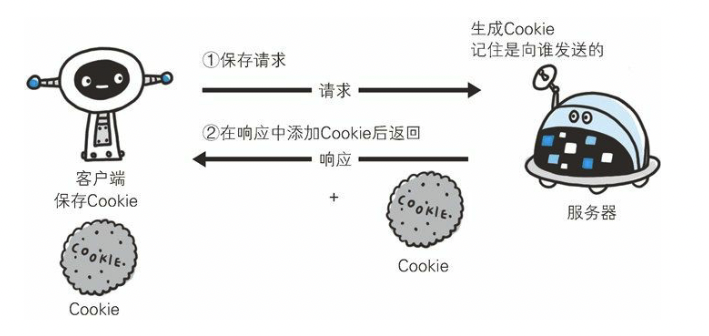 生成Cookie
记住是向谁发送的
①保存请求
请求
②在响应中添加Cookie后返回
响应
客户端
保存Cookie
+
COOKIE.
Cookie
服务器
COOKIE.
Cookie